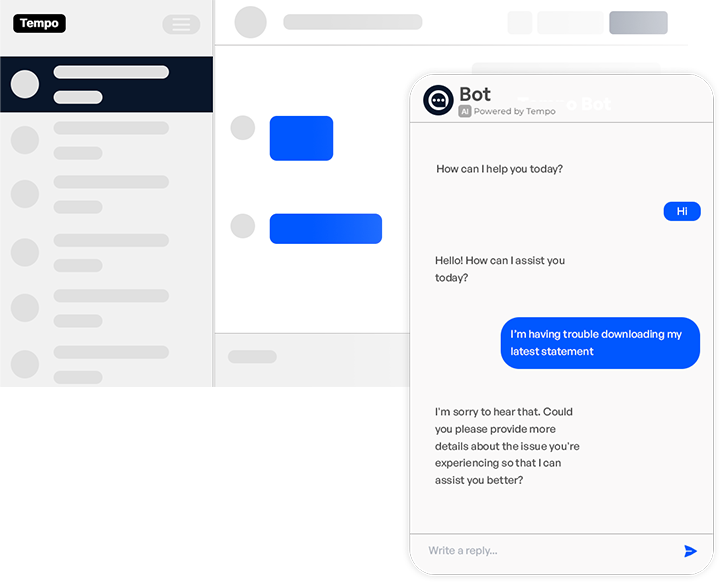 Tempo
Bot
AI Powered by Tempo
o Bot
How can I help you today?
Hi
Hello! How can I assist you
today?
I'm having trouble downloading my
latest statement
I'm sorry to hear that. Could
you please provide more
details about the issue you're
experiencing so that I can
assist you better?
Write a reply...